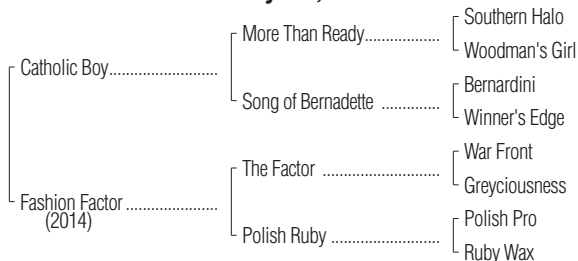 Southern Halo
More Than Ready.................
Woodman's Girl
Catholic Boy........................
Bernardini
Song of Bernadette .............
Winner's Edge
War Front
The Factor ..........................
Greyciousness
Fashion Factor ....................
(2014)
Polish Pro
Polish Ruby ........................
Ruby Wax